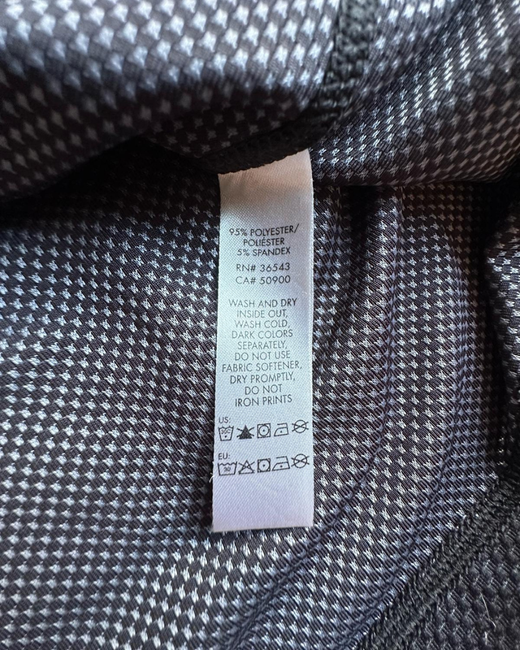 95% POLYESTER/
POLIÉSTER
5% SPANDEX
RN# 36543
CA# 50900
WASH AND DRY
INSIDE OUT,
WASH COLD,
DARK COLORS
SEPARATELY,
DO NOT USE
FABRIC SOFTENER,
DRY PROMPTLY,
DO NOT
IRON PRINTS
US:
EU:
30